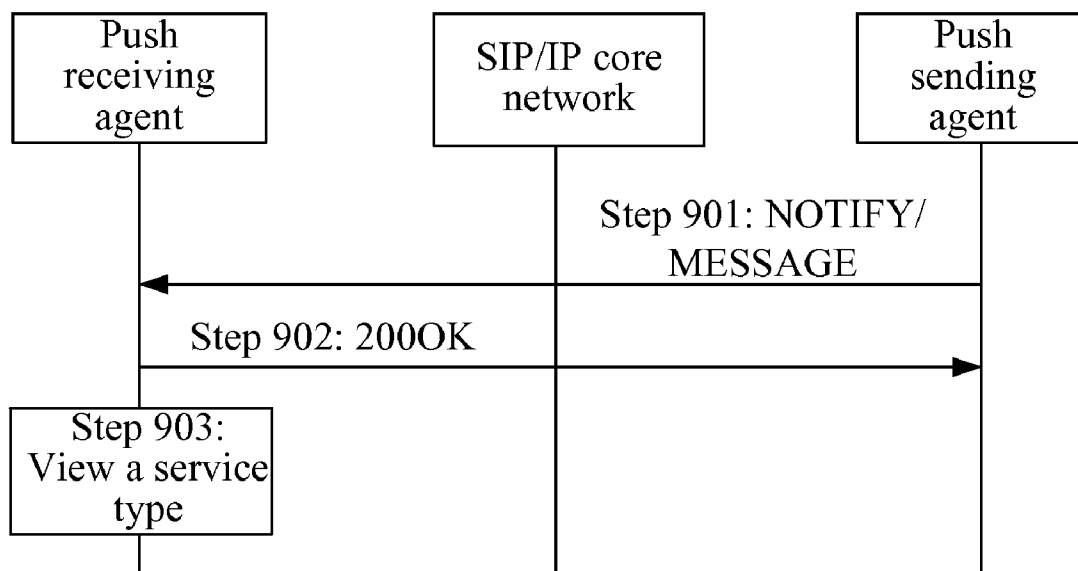 Push
receiving
agent
SIP/IP core
network
Push
sending
agent
Step 901: NOTIFY/
MESSAGE
Step 902: 200OK
Step 903:
View a service
type